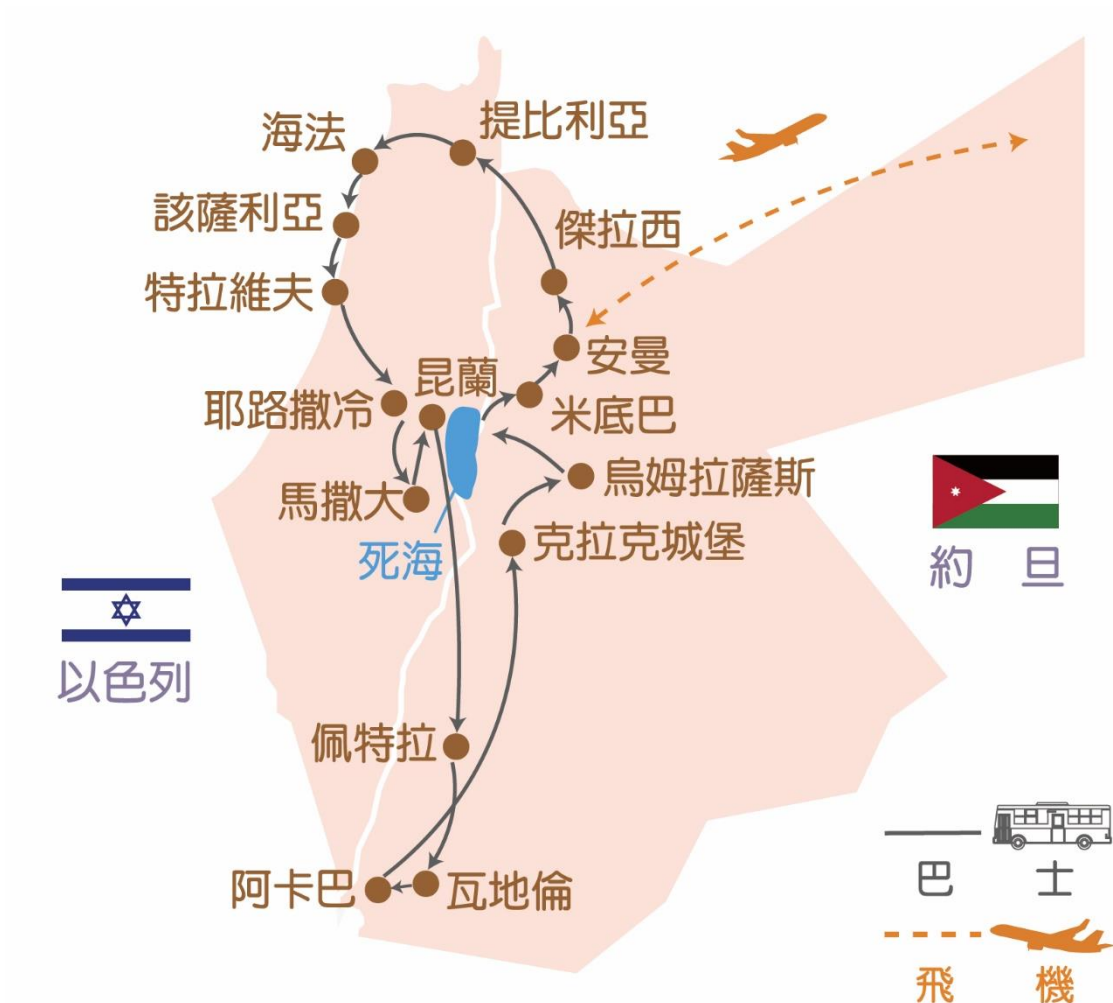 提比利亞
海法
該薩利亞
傑拉西
特拉維夫
安曼
昆蘭
耶路撒冷
米底巴
烏姆拉薩斯
馬撒大
克拉克城堡
死海
約旦
以色列
佩特拉
阿卡巴
瓦地倫
巴士
飛機